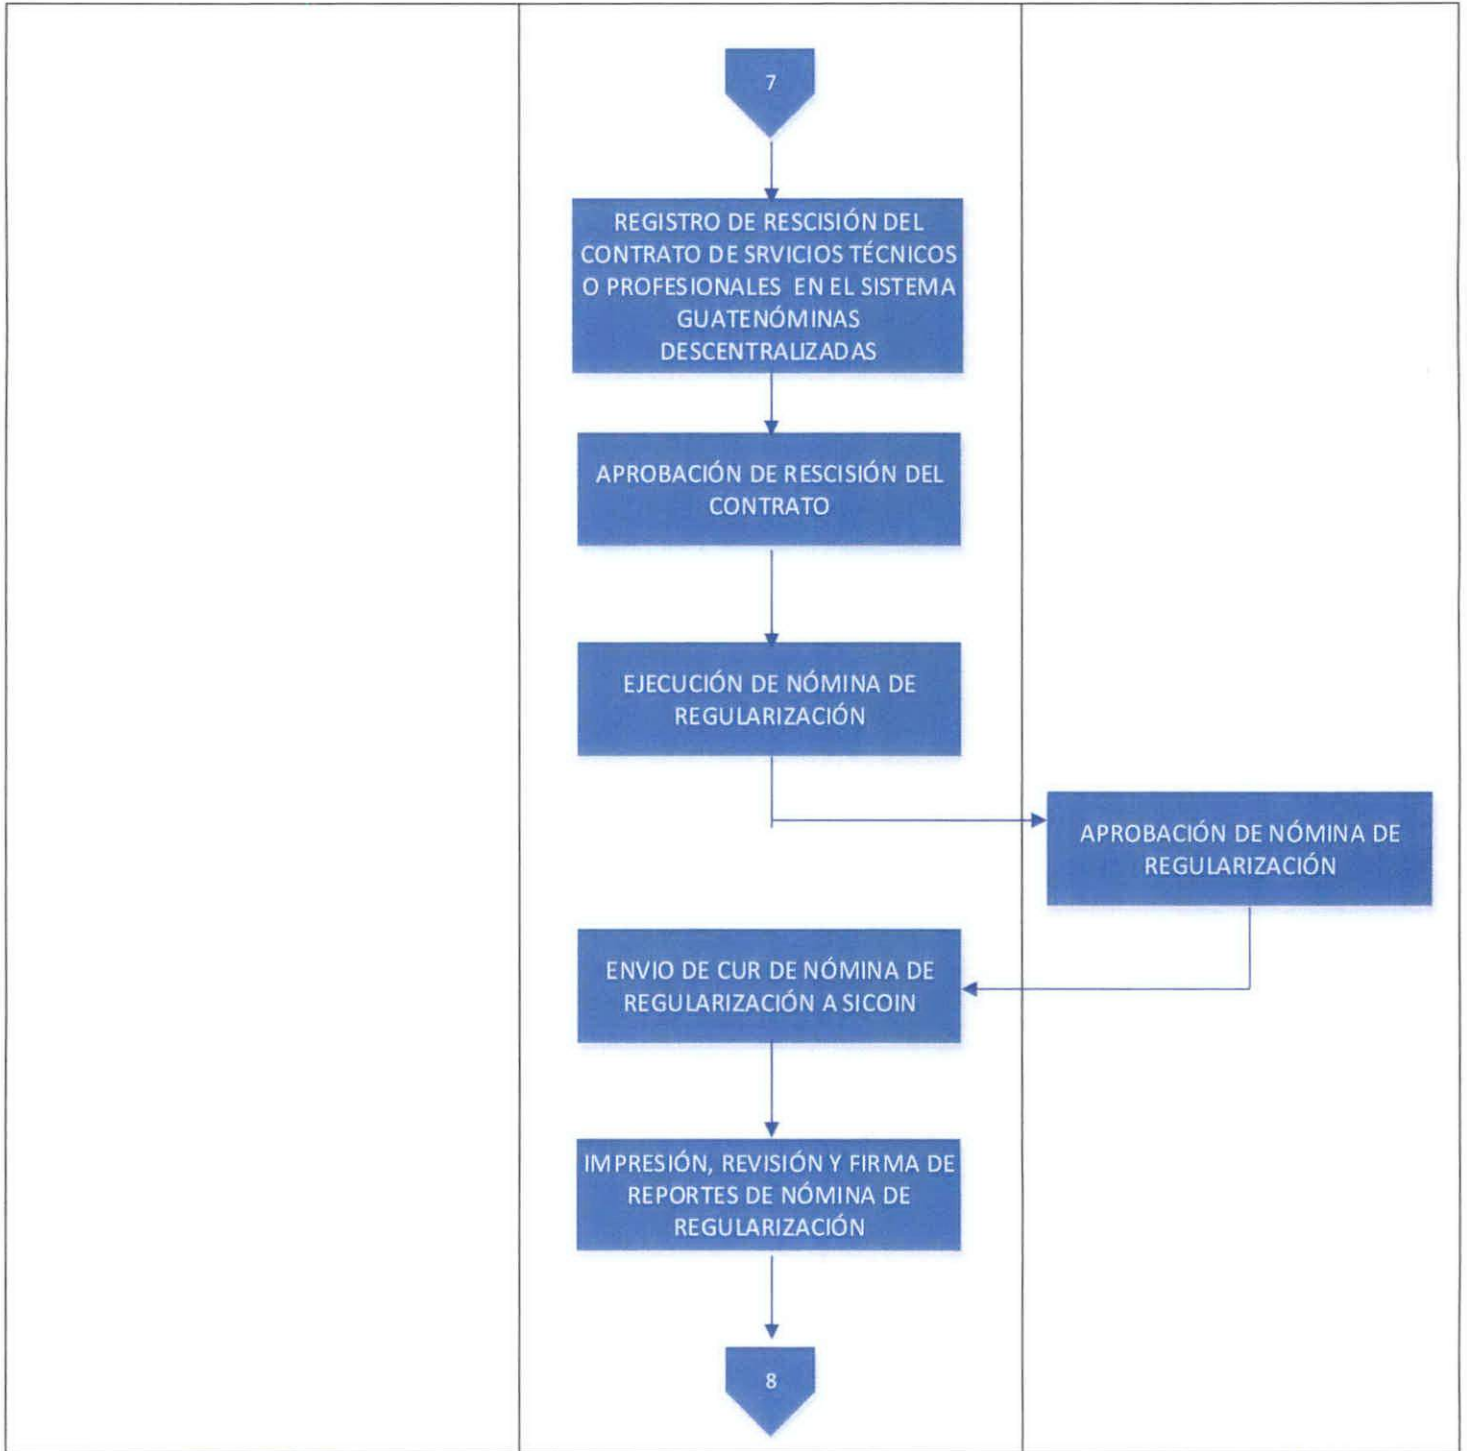 7
REGISTRO DE RESCISIÓN DEL
CONTRATO DE SRVICIOS TÉCNICOS
O PROFESIONALES EN EL SISTEMA
GUATENÓMINAS
DESCENTRALIZADAS
APROBACIÓN DE RESCISIÓN DEL
CONTRATO
EJECUCIÓN DE NÓMINA DE
REGULARIZACIÓN
APROBACIÓN DE NÓMINA DE
REGULARIZACIÓN
ENVIO DE CUR DE NÓMINA DE
REGULARIZACIÓN A SICOIN
IMPRESIÓN, REVISIÓN Y FIRMA DE
REPORTES DE NÓMINA DE
REGULARIZACIÓN
8